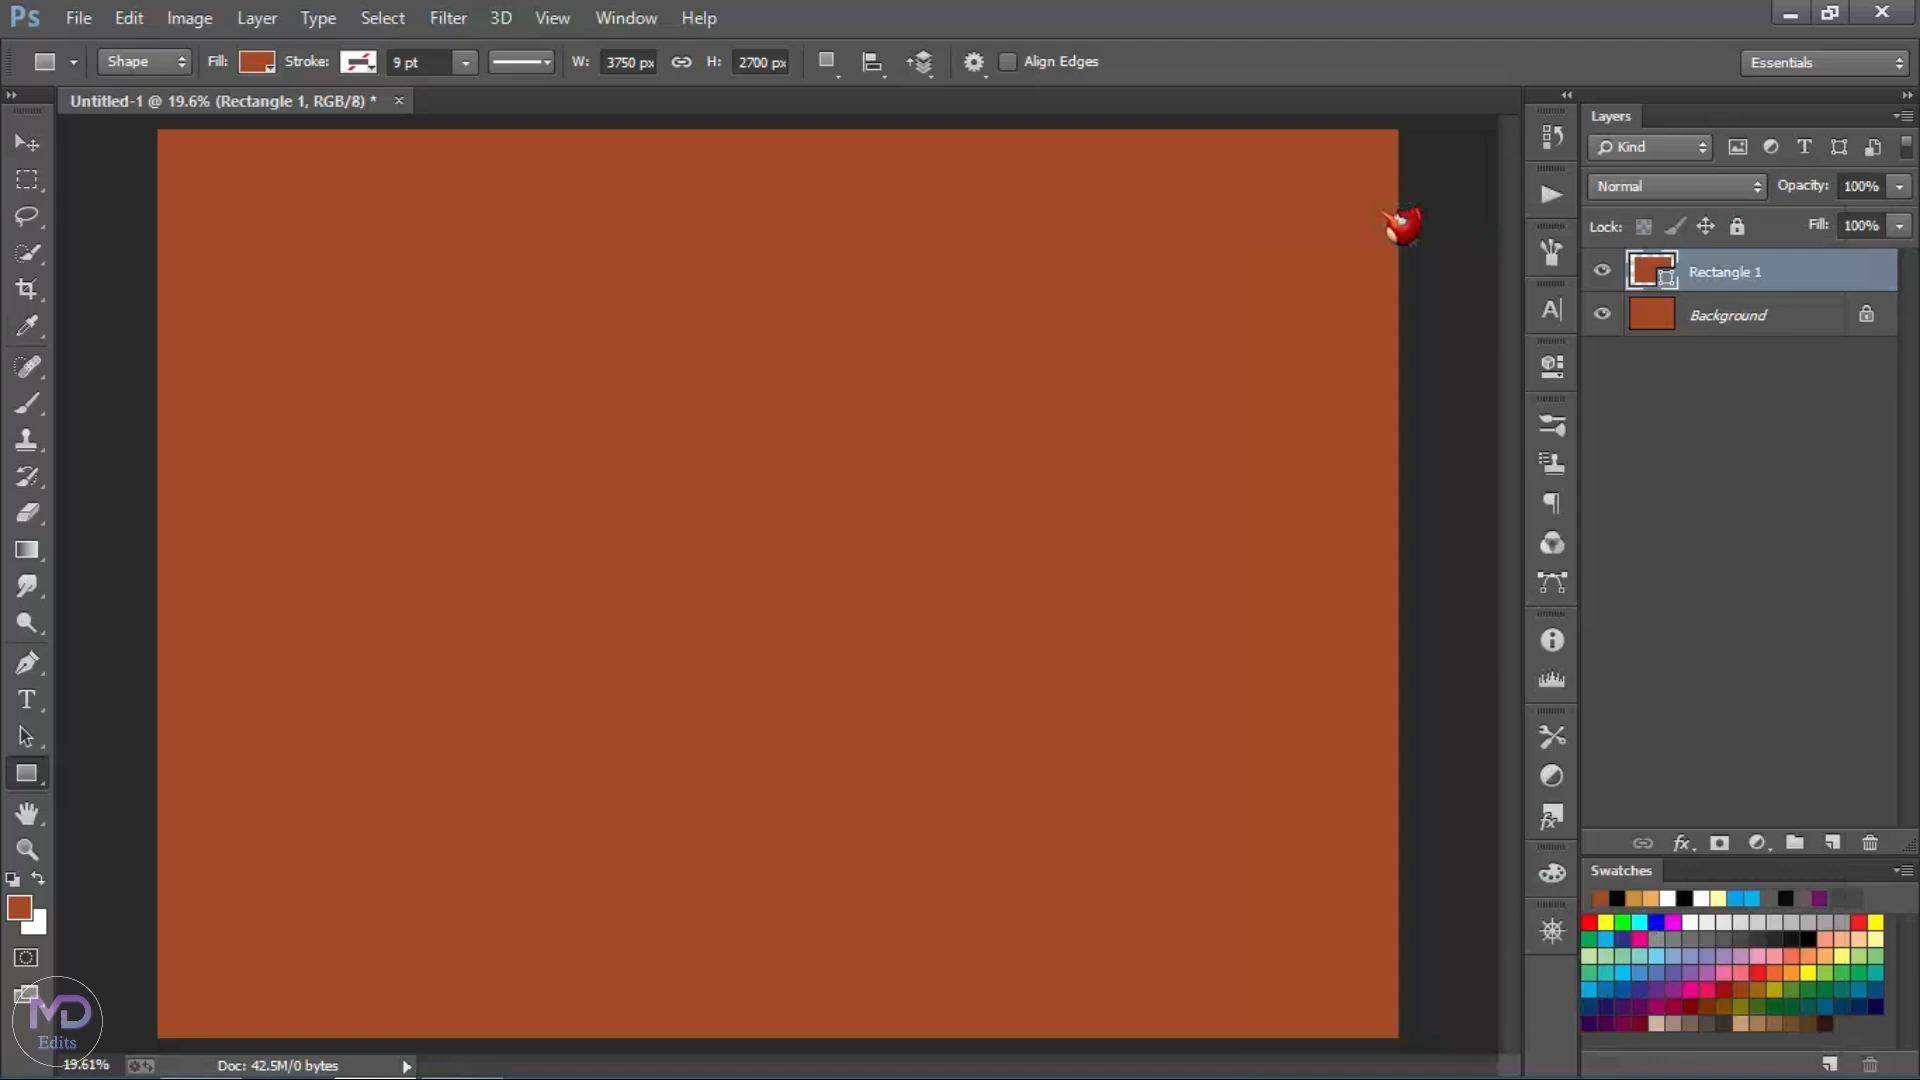 Ps File Edit Image Layer Type Select Filter 3D View Window Help
Shape Fill: Stroke: 9 pt W: 3750 px H: 2700 px Align Edges Essentials
Untitled-1 @ 19.6% (Rectangle 1, RGB/8) * ×
Layers
Kind
Normal Opacity: 100%
Lock: Fill: 100%
Rectangle 1
Background
Swatches
MD
Edits
19.61% Doc: 42.5M/0 bytes